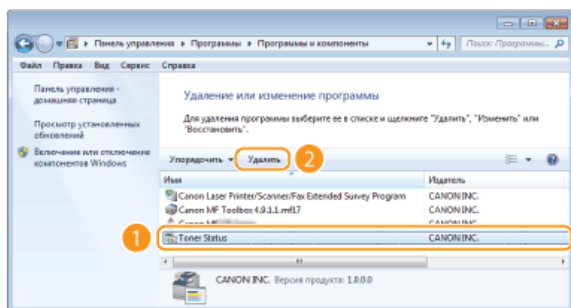 Панель управления ▸ Программы ▸ Программы и компоненты
Поиск: Программы...
Файл Правка Вид Сервис Справка
Панель управления - домашняя страница
Просмотр установленных обновлений
Включение или отключение компонентов Windows
Удаление или изменение программы
Для удаления программы выберите ее в списке и щелкните "Удалить", "Изменить" или
"Восстановить".
Упорядочить Удалить 2
Имя Издатель
Canon Laser Printer/Scanner/Fax Extended Survey Program CANON INC.
Canon MF Toolbox 4.9.1.1.mf17 CANON INC.
Canon MF CANON INC.
1 Toner Status CANON INC.
CANON INC. Версия продукта: 1.0.0.0